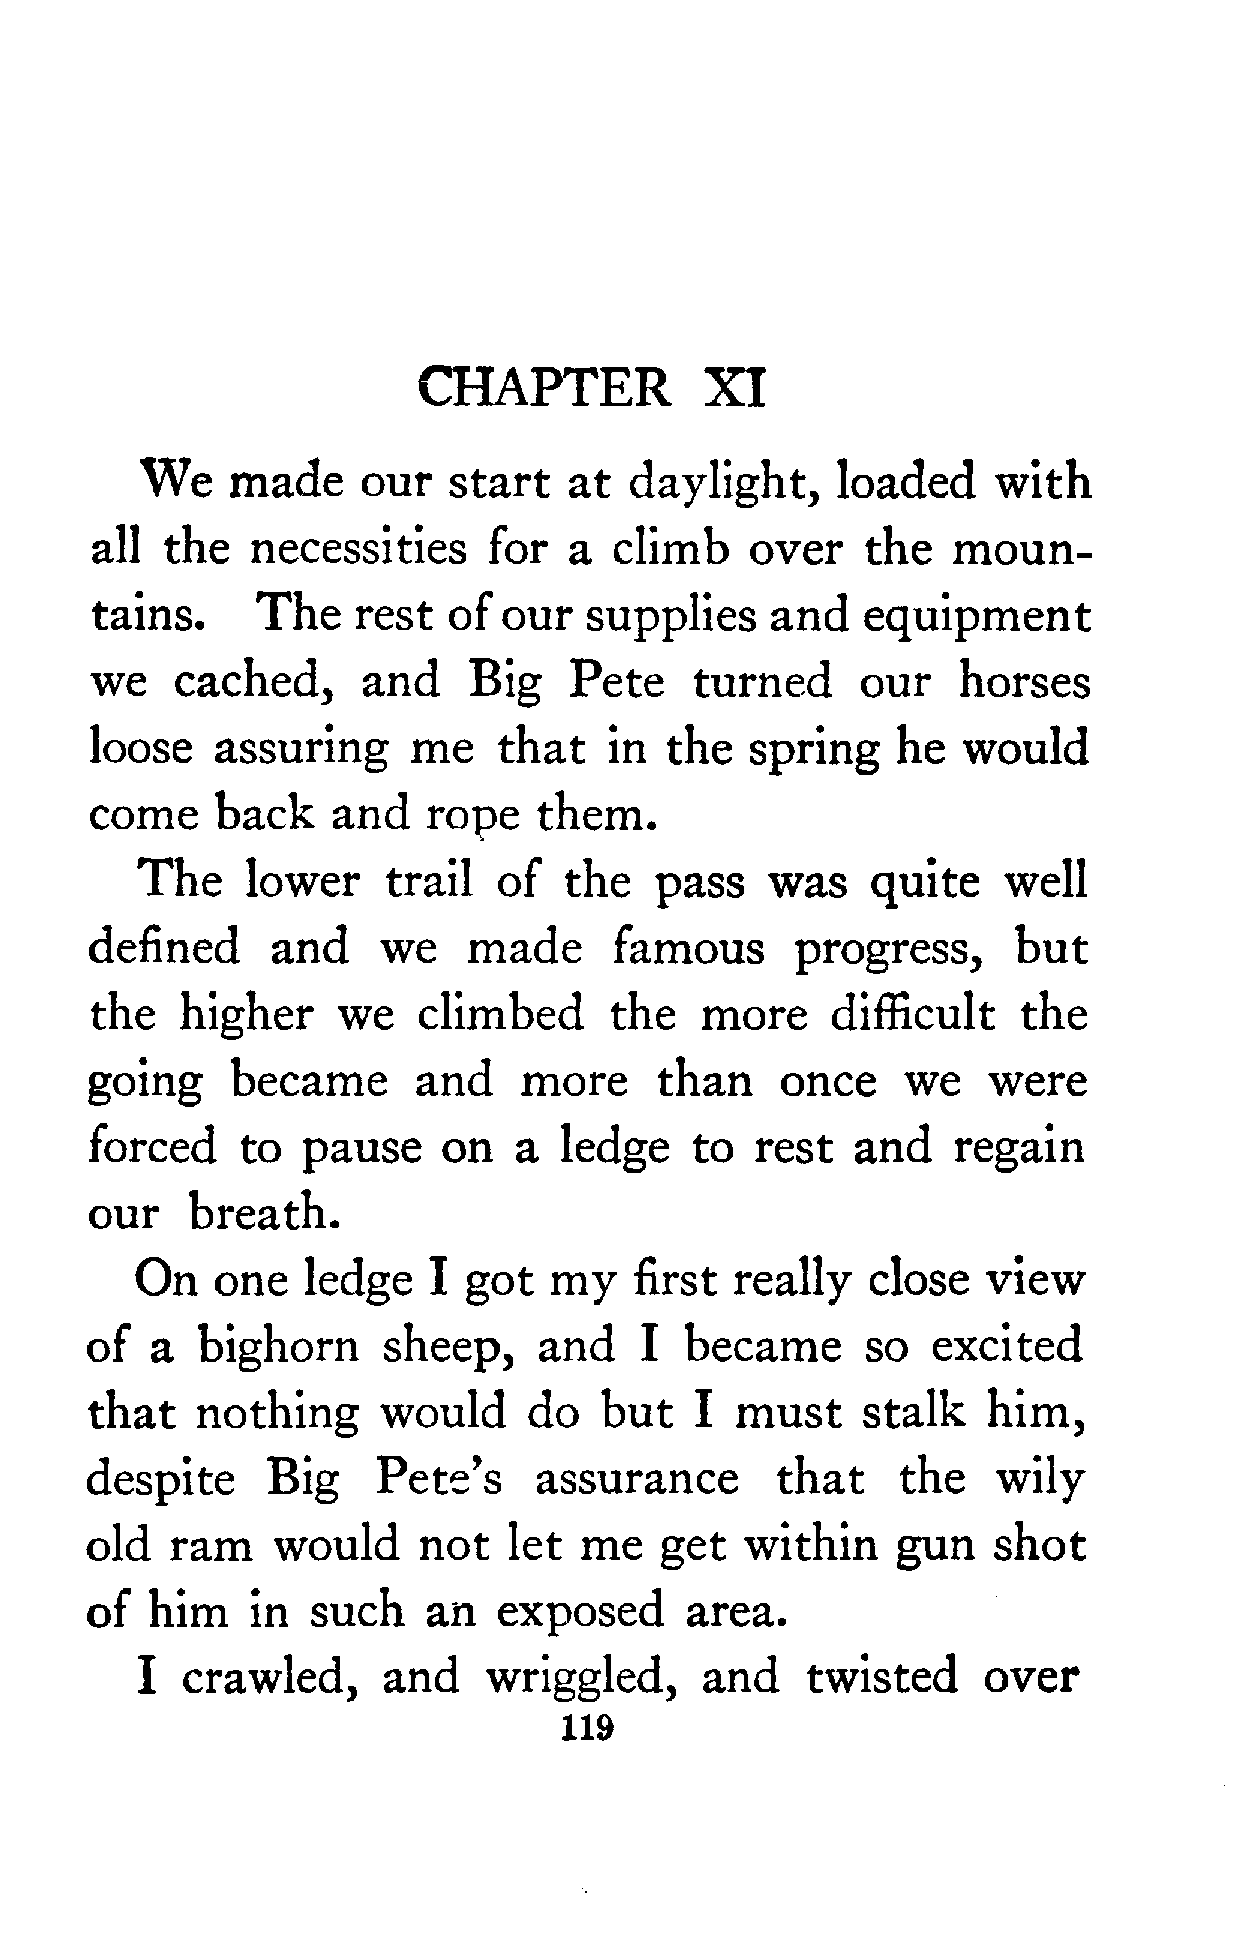 CHAPTER XI
We made our start at daylight, loaded with
all the necessities for a climb over the moun-
tains. The rest of our supplies and equipment
we cached, and Big Pete turned our horses
loose assuring me that in the spring he would
come back and rope them.
The lower trail of the pass was quite well
defined and we made famous progress, but
the higher we climbed the more difficult the
going became and more than once we were
forced to pause on a ledge to rest and regain
our breath.
On one ledge I got my first really close view
of a bighorn sheep, and I became so excited
that nothing would do but I must stalk him,
despite Big Pete's assurance that the wily
old ram would not let me get within gun shot
of him in such an exposed area.
I crawled, and wriggled, and twisted over
119